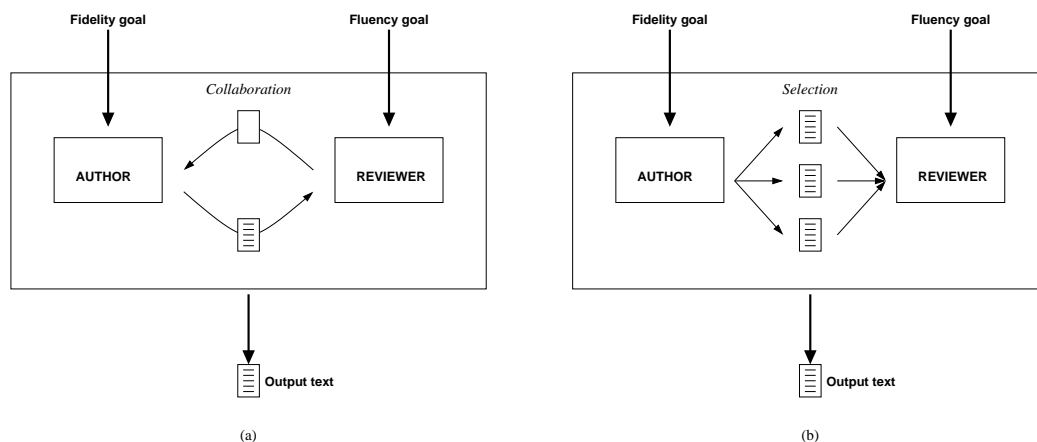 Fidelity goal
Fluency goal
Collaboration
AUTHOR
REVIEWER
Output text
(a)
Fidelity goal
Fluency goal
Selection
AUTHOR
REVIEWER
Output text
(b)